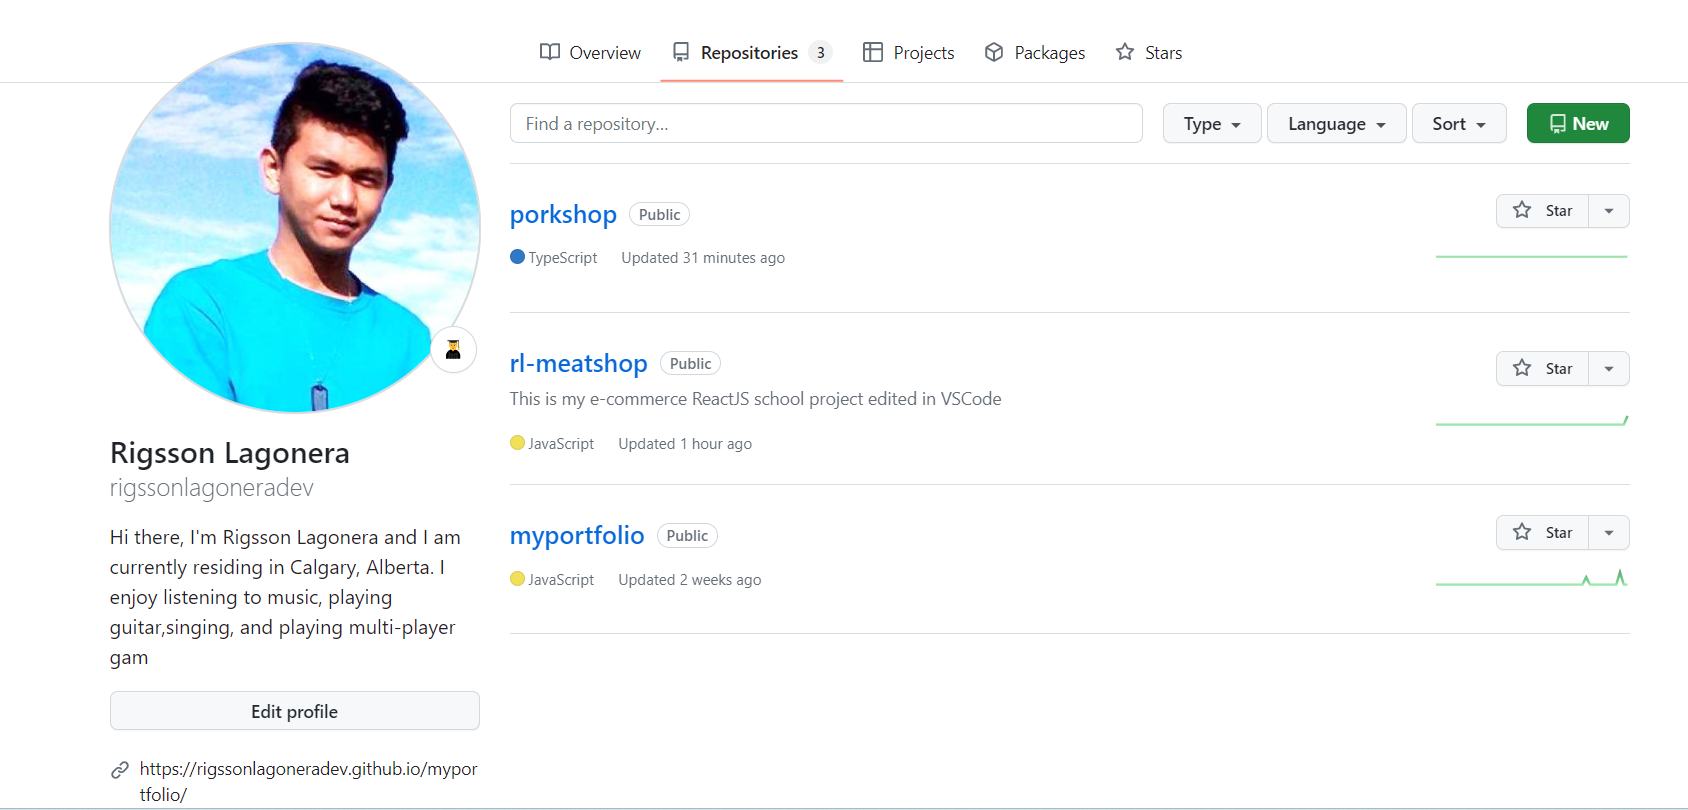 Overview Repositories 3 Projects Packages Stars
Find a repository... Type Language Sort New
porkshop Public Star
TypeScript Updated 31 minutes ago
rl-meatshop Public Star
This is my e-commerce ReactJS school project edited in VSCode
JavaScript Updated 1 hour ago
myportfolio Public Star
JavaScript Updated 2 weeks ago
Rigsson Lagonera
rigssonlagoneradev
Hi there, I'm Rigsson Lagonera and I am
currently residing in Calgary, Alberta. I
enjoy listening to music, playing
guitar,singing, and playing multi-player
gam
Edit profile
https://rigssonlagoneradev.github.io/mypor
tfolio/